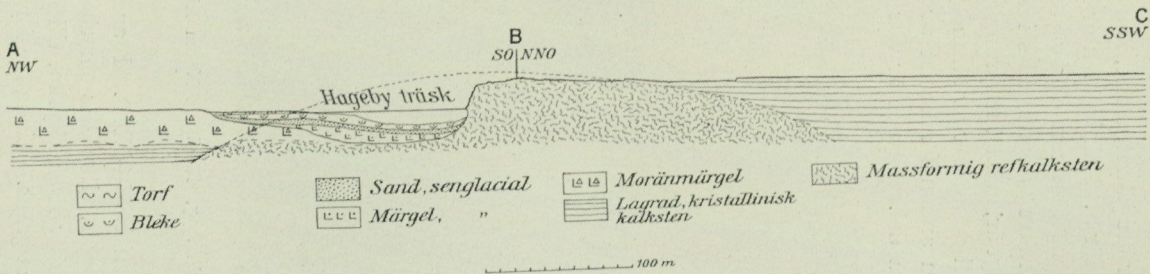 A
NW
B
SO NNO
C
SSW
Hageby träsk
Torf
Bleke
Sand, senglacial
Märgel, „
Moränmärgel
Lagrad, kristallinisk
kalksten
Massformig refkalksten
100 m.